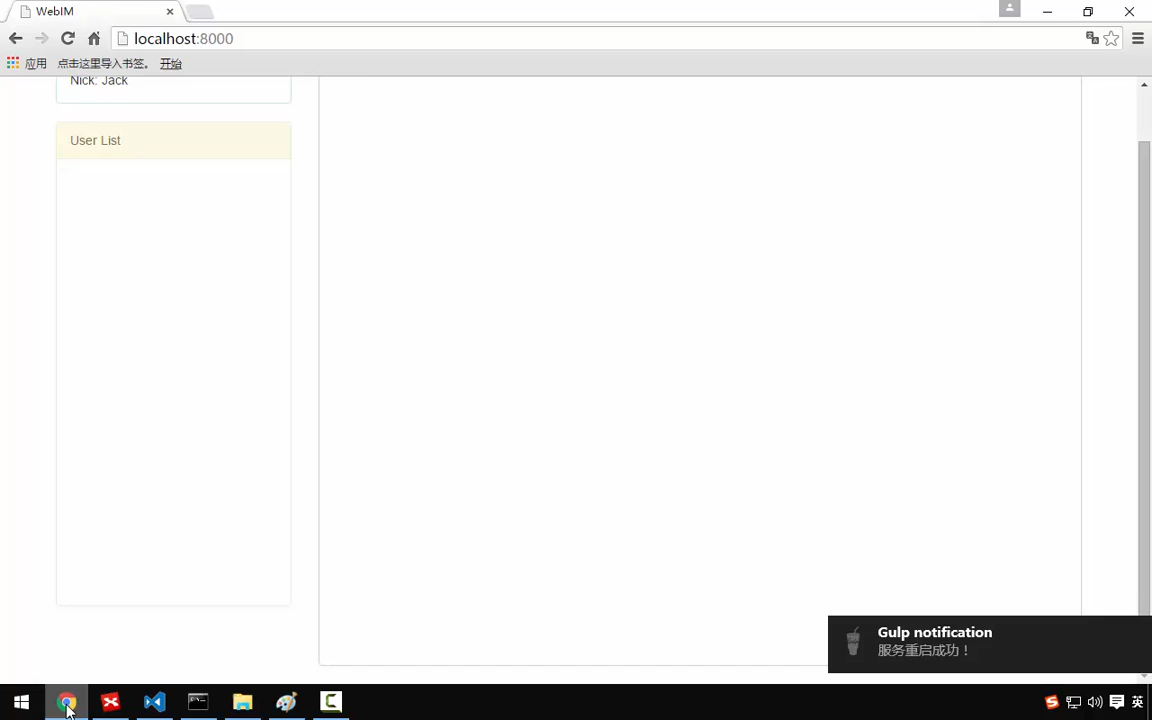 WebIM
localhost:8000
应用 点击这里导入书签。 开始
Nick: Jack
User List
Gulp notification
服务重启成功！
英